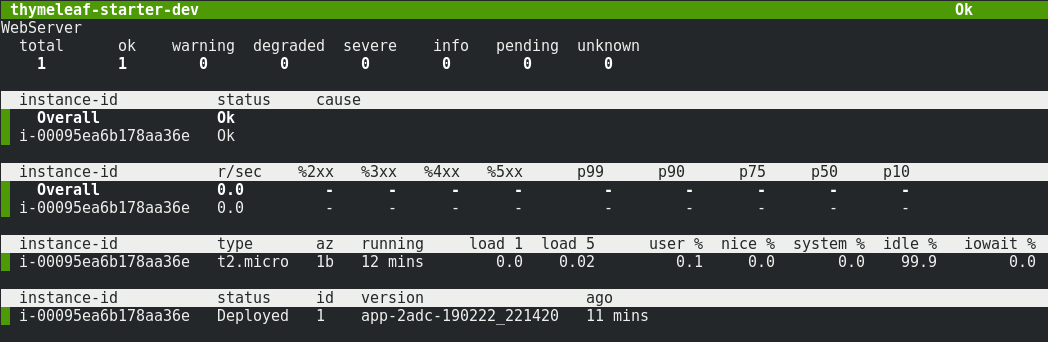 thymeleaf-starter-dev Ok
WebServer
total ok warning degraded severe info pending unknown
1 1 0 0 0 0 0 0
instance-id status cause
Overall Ok
i-00095ea6b178aa36e Ok
instance-id r/sec %2xx %3xx %4xx %5xx p99 p90 p75 p50 p10
Overall 0.0 - - - - - - - - -
i-00095ea6b178aa36e 0.0 - - - - - - - - -
instance-id type az running load 1 load 5 user % nice % system % idle % iowait %
i-00095ea6b178aa36e t2.micro 1b 12 mins 0.0 0.02 0.1 0.0 0.0 99.9 0.0
instance-id status id version ago
i-00095ea6b178aa36e Deployed 1 app-2adc-190222_221420 11 mins